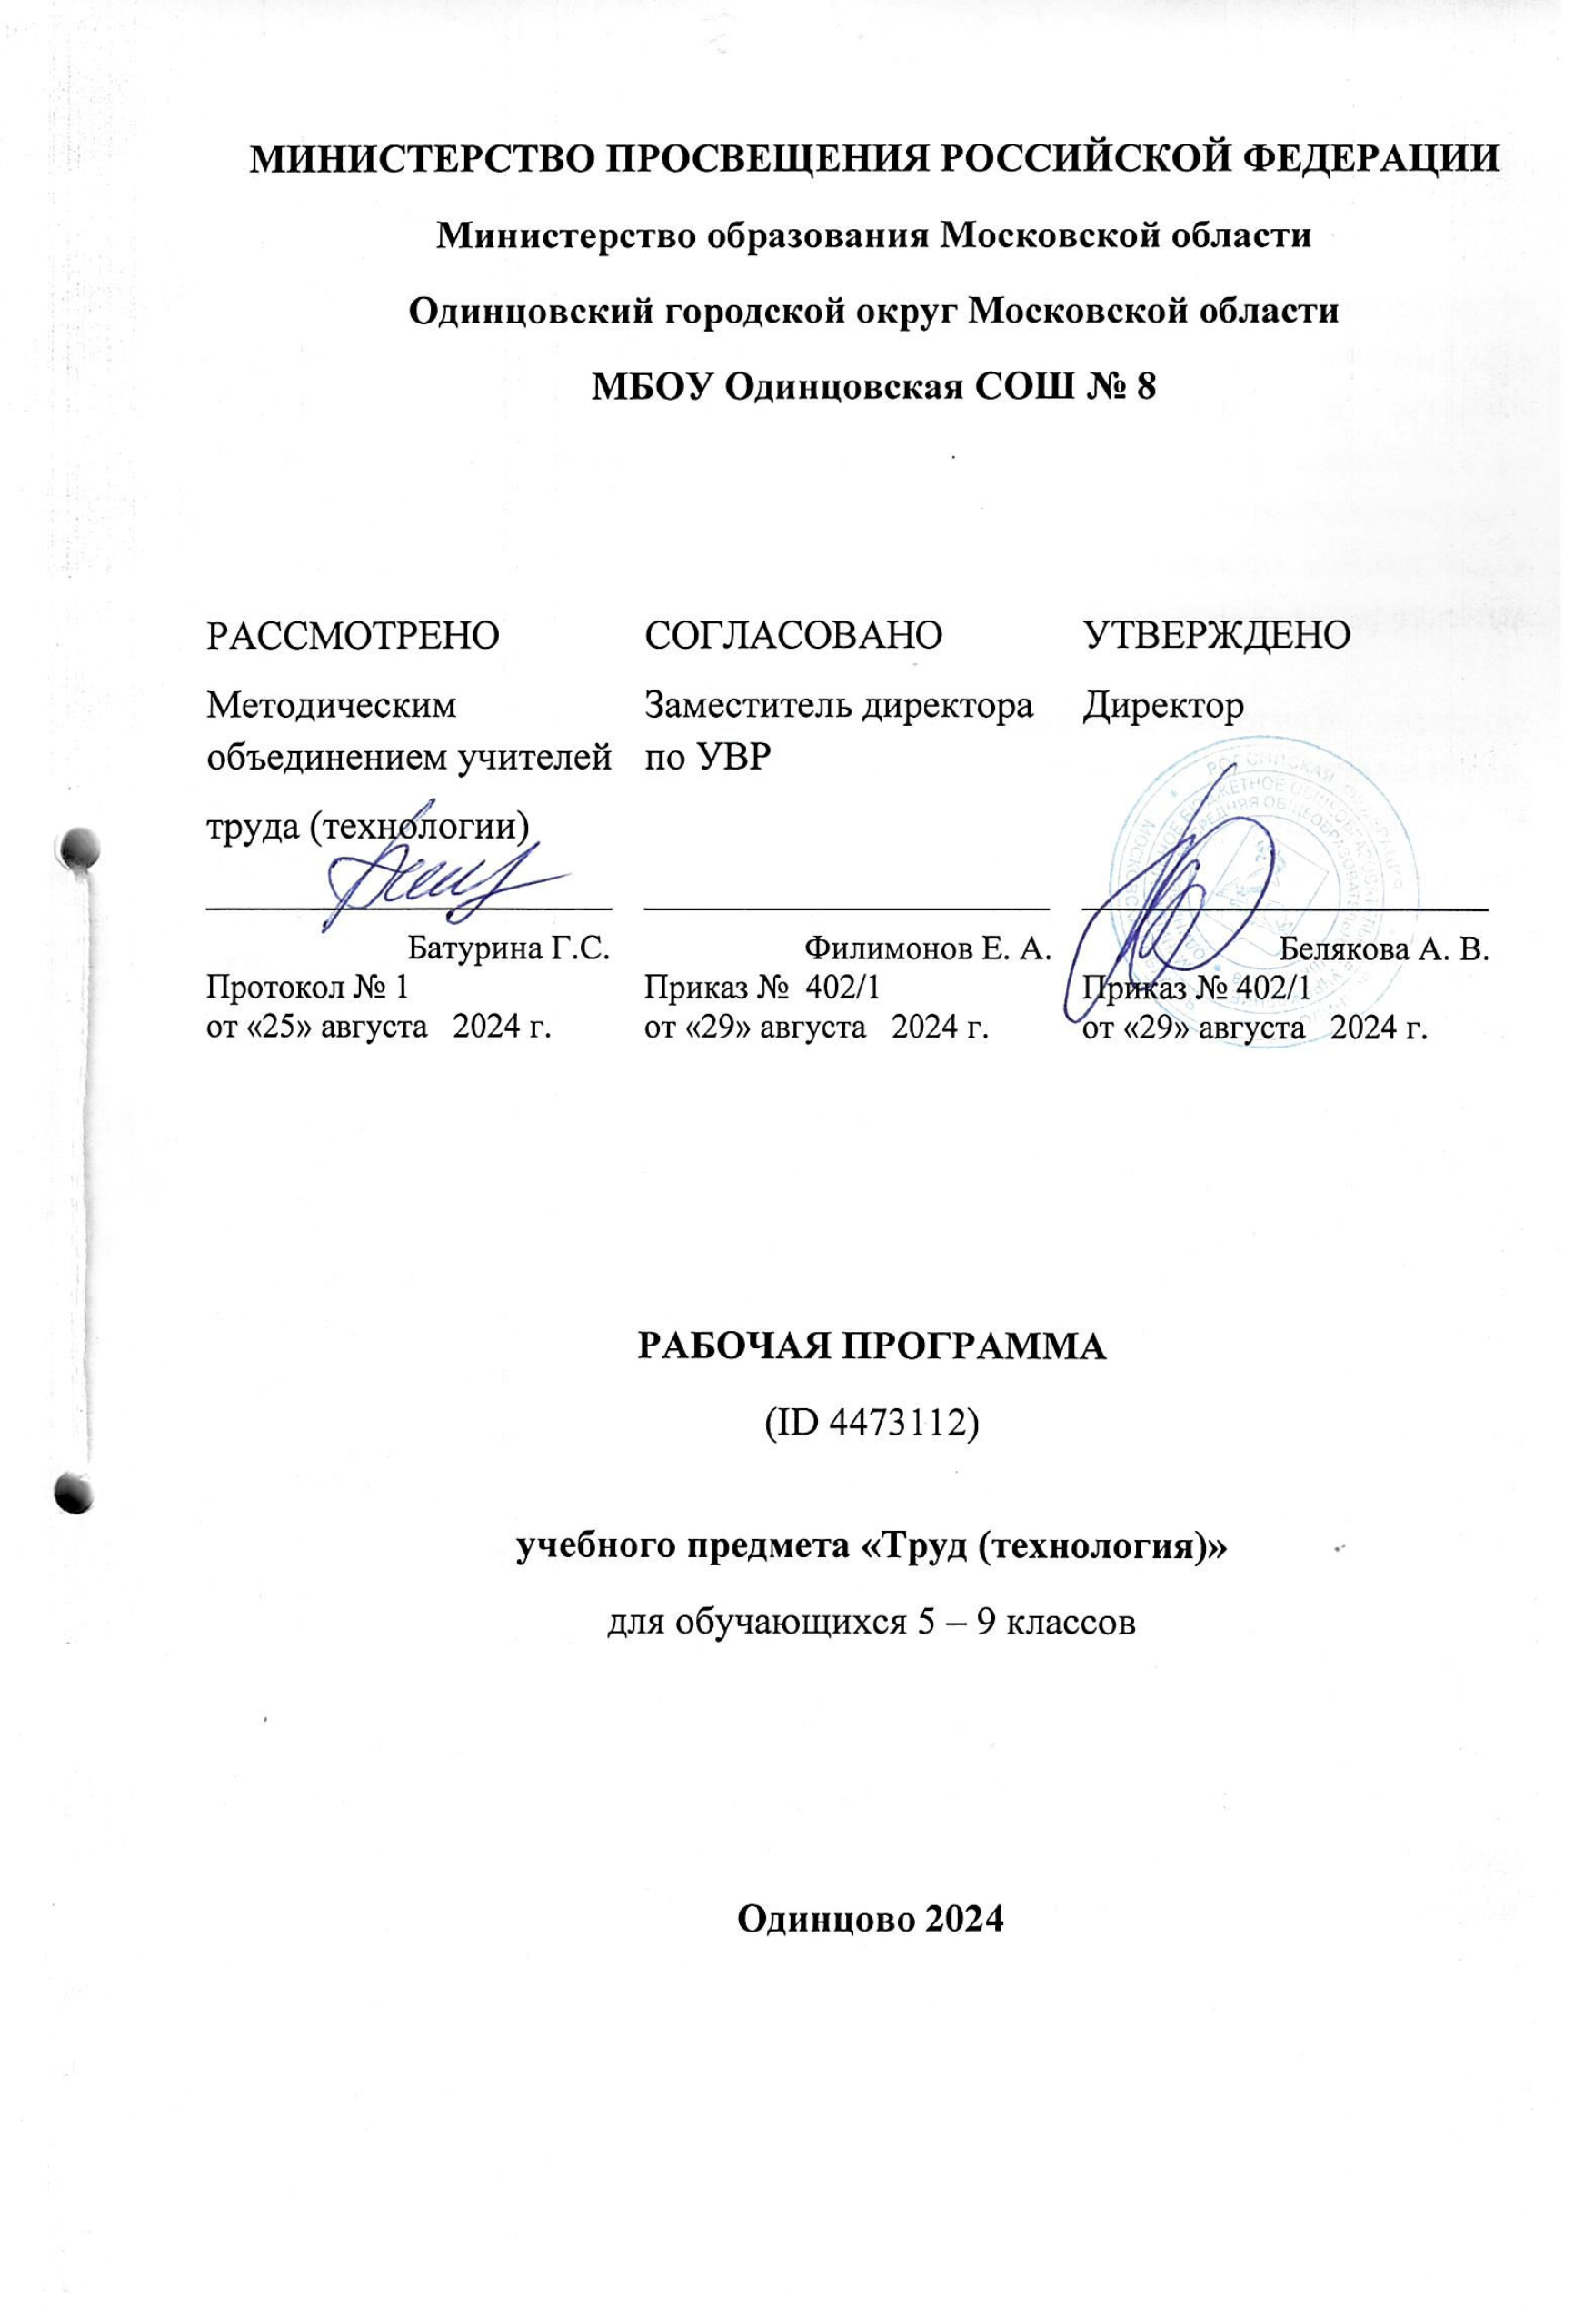 МИНИСТЕРСТВО ПРОСВЕЩЕНИЯ РОССИЙСКОЙ ФЕДЕРАЦИИ
Министерство образования Московской области
Одинцовский городской округ Московской области
МБОУ Одинцовская СОШ № 8
РАССМОТРЕНО
Методическим
объединением учителей
труда (технологии)
Батурина Г.С.
Протокол № 1
от «25» августа 2024 г.
СОГЛАСОВАНО
Заместитель директора
по УВР
Филимонов Е. А.
Приказ № 402/1
от «29» августа 2024 г.
УТВЕРЖДЕНО
Директор
РОССИЙСКАЯ ФЕДЕРАЦИЯ
Белякова А. В.
Приказ № 402/1
от «29» августа 2024 г.
РАБОЧАЯ ПРОГРАММА
(ID 4473112)
учебного предмета «Труд (технология)»
для обучающихся 5 – 9 классов
Одинцово 2024